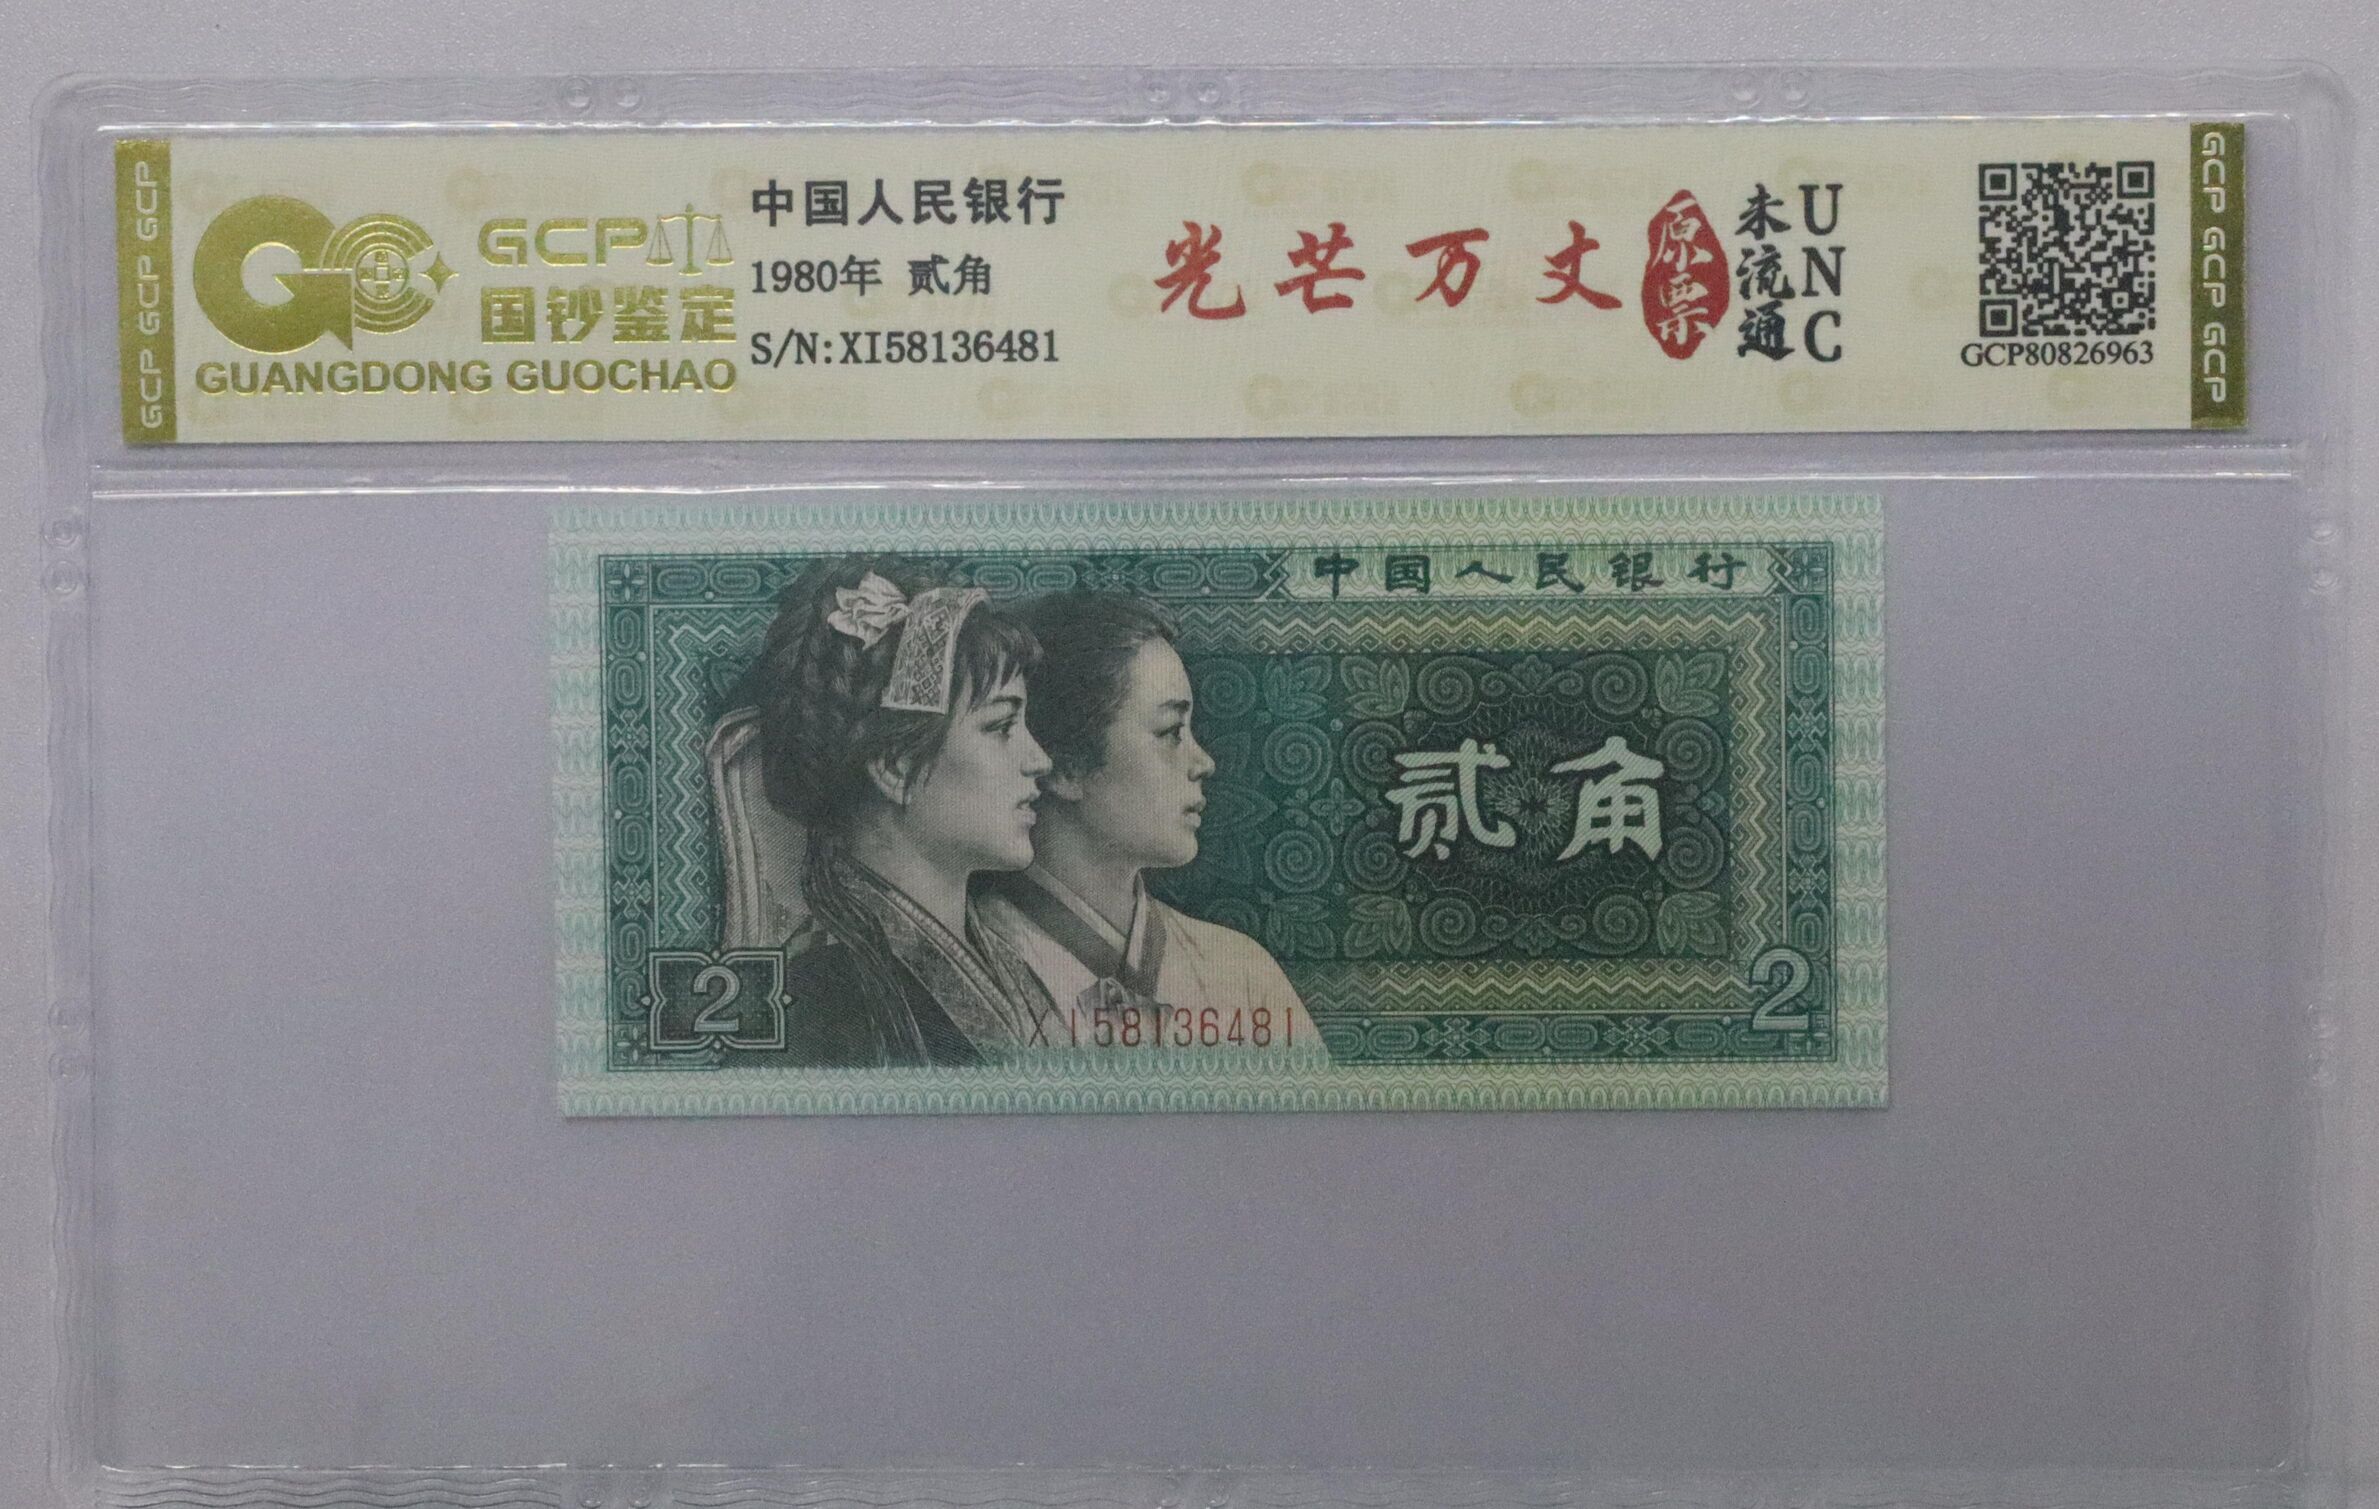 GCP GCP GCP
GCP
国钞鉴定
GUANGDONG GUOCHAO
中国人民银行
1980年 贰角
S/N:XI58136481
光芒万丈
原票
未流通
UNC
GCP80826963
GCP GCP GCP
中国人民银行
贰角
2
2
XI58136481